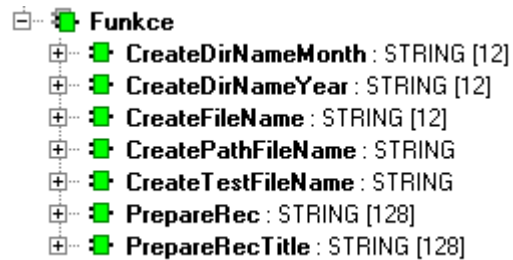 Funkce
CreateDirNameMonth : STRING [12]
CreateDirNameYear : STRING [12]
CreateFileName : STRING [12]
CreatePathFileName : STRING
CreateTestFileName : STRING
PrepareRec : STRING [128]
PrepareRecTitle : STRING [128]